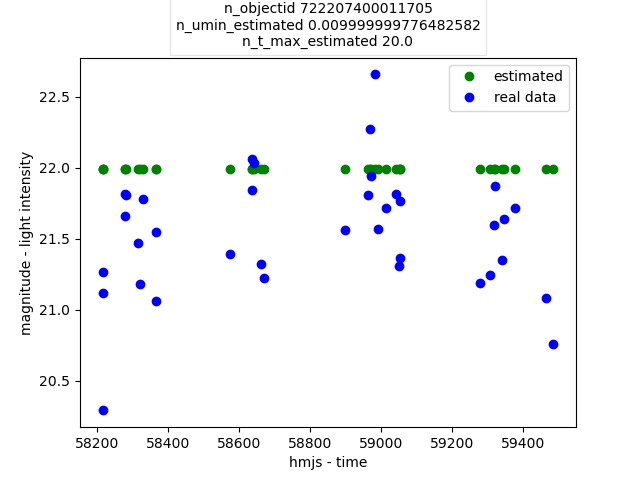 n_objectid 722207400011705
n_umin_estimated 0.009999999776482582
n_t_max_estimated 20.0
estimated
real data
22.5
22.0
21.5
21.0
20.5
magnitude - light intensity
58200 58400 58600 58800 59000 59200 59400
hmjs - time